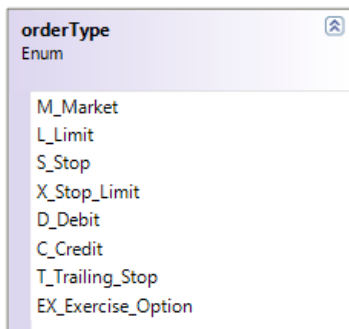 orderType
Enum
M_Market
L_Limit
S_Stop
X_Stop_Limit
D_Debit
C_Credit
T_Trailing_Stop
EX_Exercise_Option